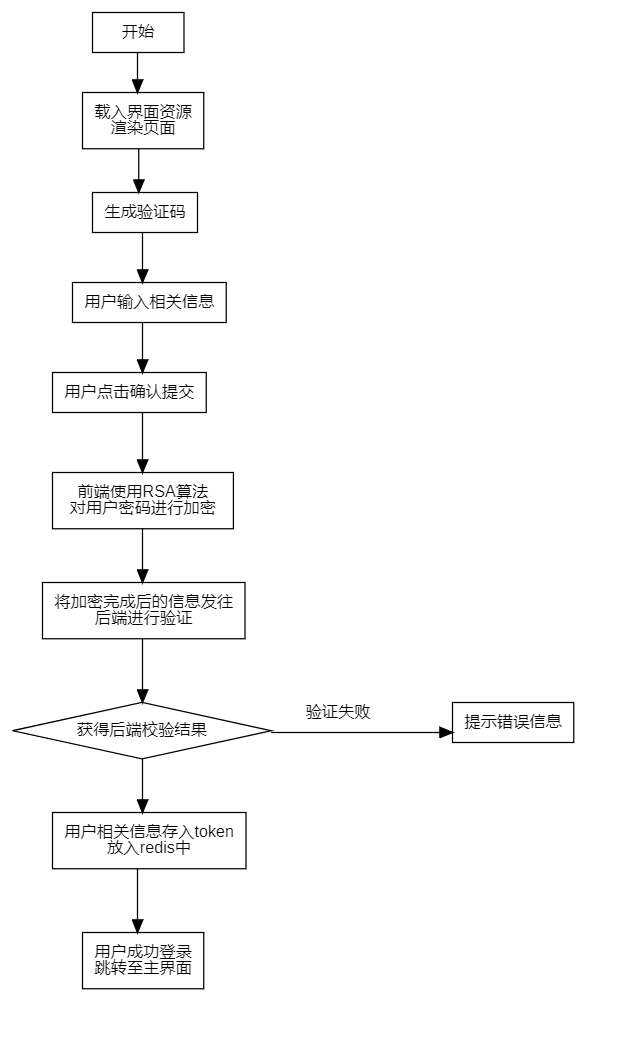 开始
载入界面资源
渲染页面
生成验证码
用户输入相关信息
用户点击确认提交
前端使用RSA算法
对用户密码进行加密
将加密完成后的信息发往
后端进行验证
获得后端校验结果
验证失败
提示错误信息
用户相关信息存入token
放入redis中
用户成功登录
跳转至主界面